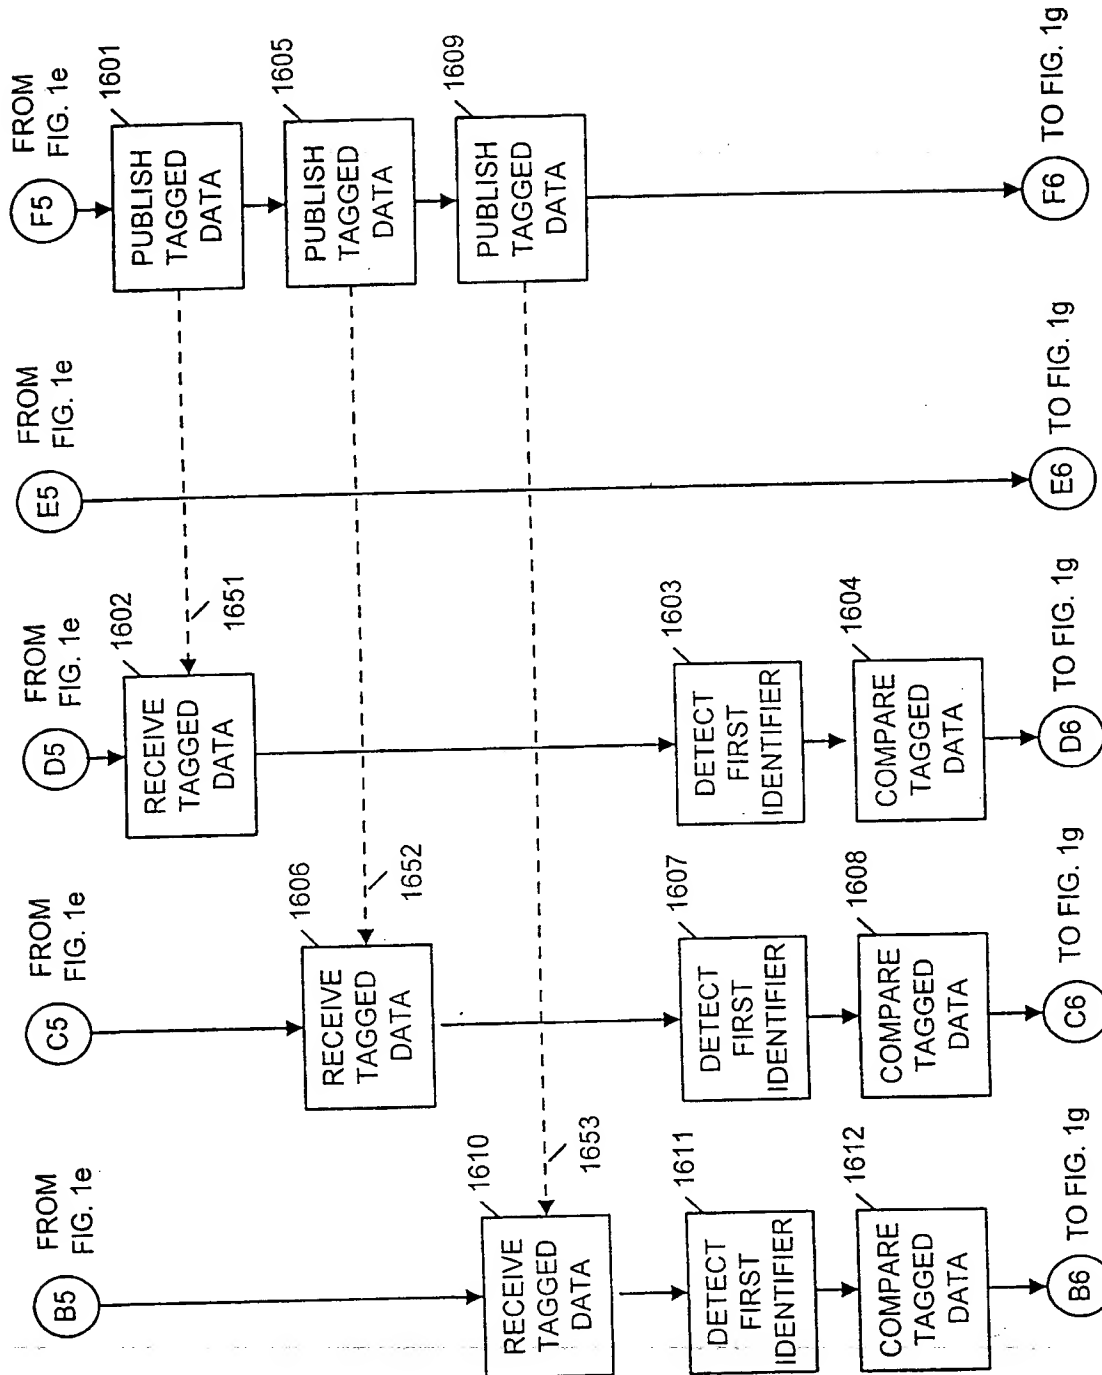 B5
FROM
FIG. 1e
C5
FROM
FIG. 1e
D5
FROM
FIG. 1e
E5
FROM
FIG. 1e
F5
FROM
FIG. 1e
1601
PUBLISH
TAGGED
DATA
1602
RECEIVE
TAGGED
DATA
1651
1605
PUBLISH
TAGGED
DATA
1606
RECEIVE
TAGGED
DATA
1652
1609
PUBLISH
TAGGED
DATA
1610
RECEIVE
TAGGED
DATA
1653
1611
DETECT
FIRST
IDENTIFIER
1607
DETECT
FIRST
IDENTIFIER
1603
DETECT
FIRST
IDENTIFIER
1612
COMPARE
TAGGED
DATA
1608
COMPARE
TAGGED
DATA
1604
COMPARE
TAGGED
DATA
B6
TO FIG. 1g
C6
TO FIG. 1g
D6
TO FIG. 1g
E6
TO FIG. 1g
F6
TO FIG. 1g